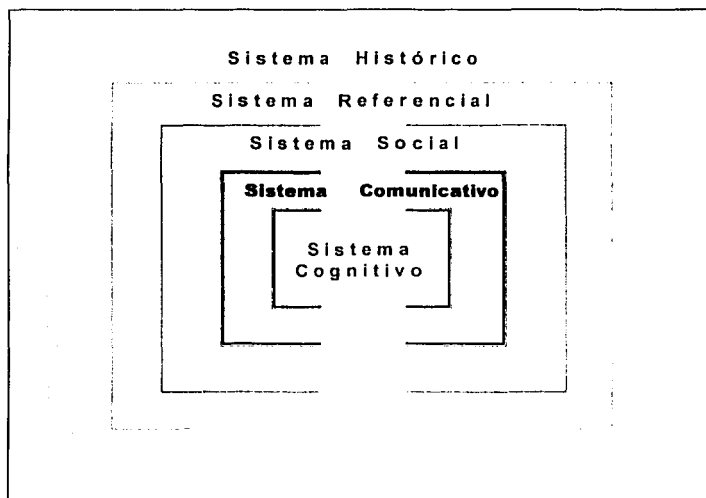 Sistema Histórico
Sistema Referencial
Sistema Social
Sistema Comunicativo
Sistema
Cognitivo